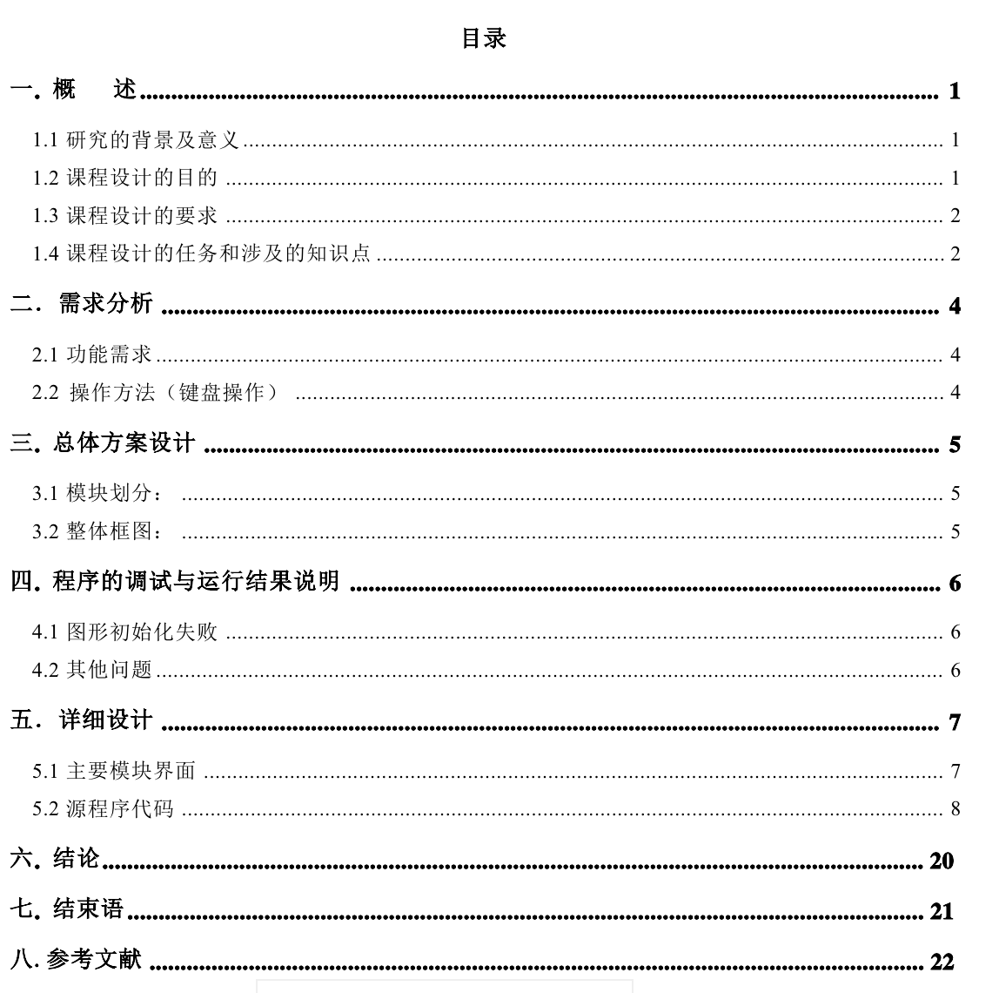 目录
一. 概 述........................................ 1
1.1 研究的背景及意义........................................ 1
1.2 课程设计的目的 ........................................ 1
1.3 课程设计的要求 ........................................ 2
1.4 课程设计的任务和涉及的知识点 ........................................ 2
二． 需求分析 ........................................ 4
2.1 功能需求 ........................................ 4
2.2 操作方法（键盘操作） ........................................ 4
三. 总体方案设计 ........................................ 5
3.1 模块划分： ........................................ 5
3.2 整体框图： ........................................ 5
四. 程序的调试与运行结果说明 ........................................ 6
4.1 图形初始化失败 ........................................ 6
4.2 其他问题 ........................................ 6
五． 详细设计 ........................................ 7
5.1 主要模块界面 ........................................ 7
5.2 源程序代码 ........................................ 8
六. 结论........................................ 20
七. 结束语........................................ 21
八. 参考文献 ........................................ 22